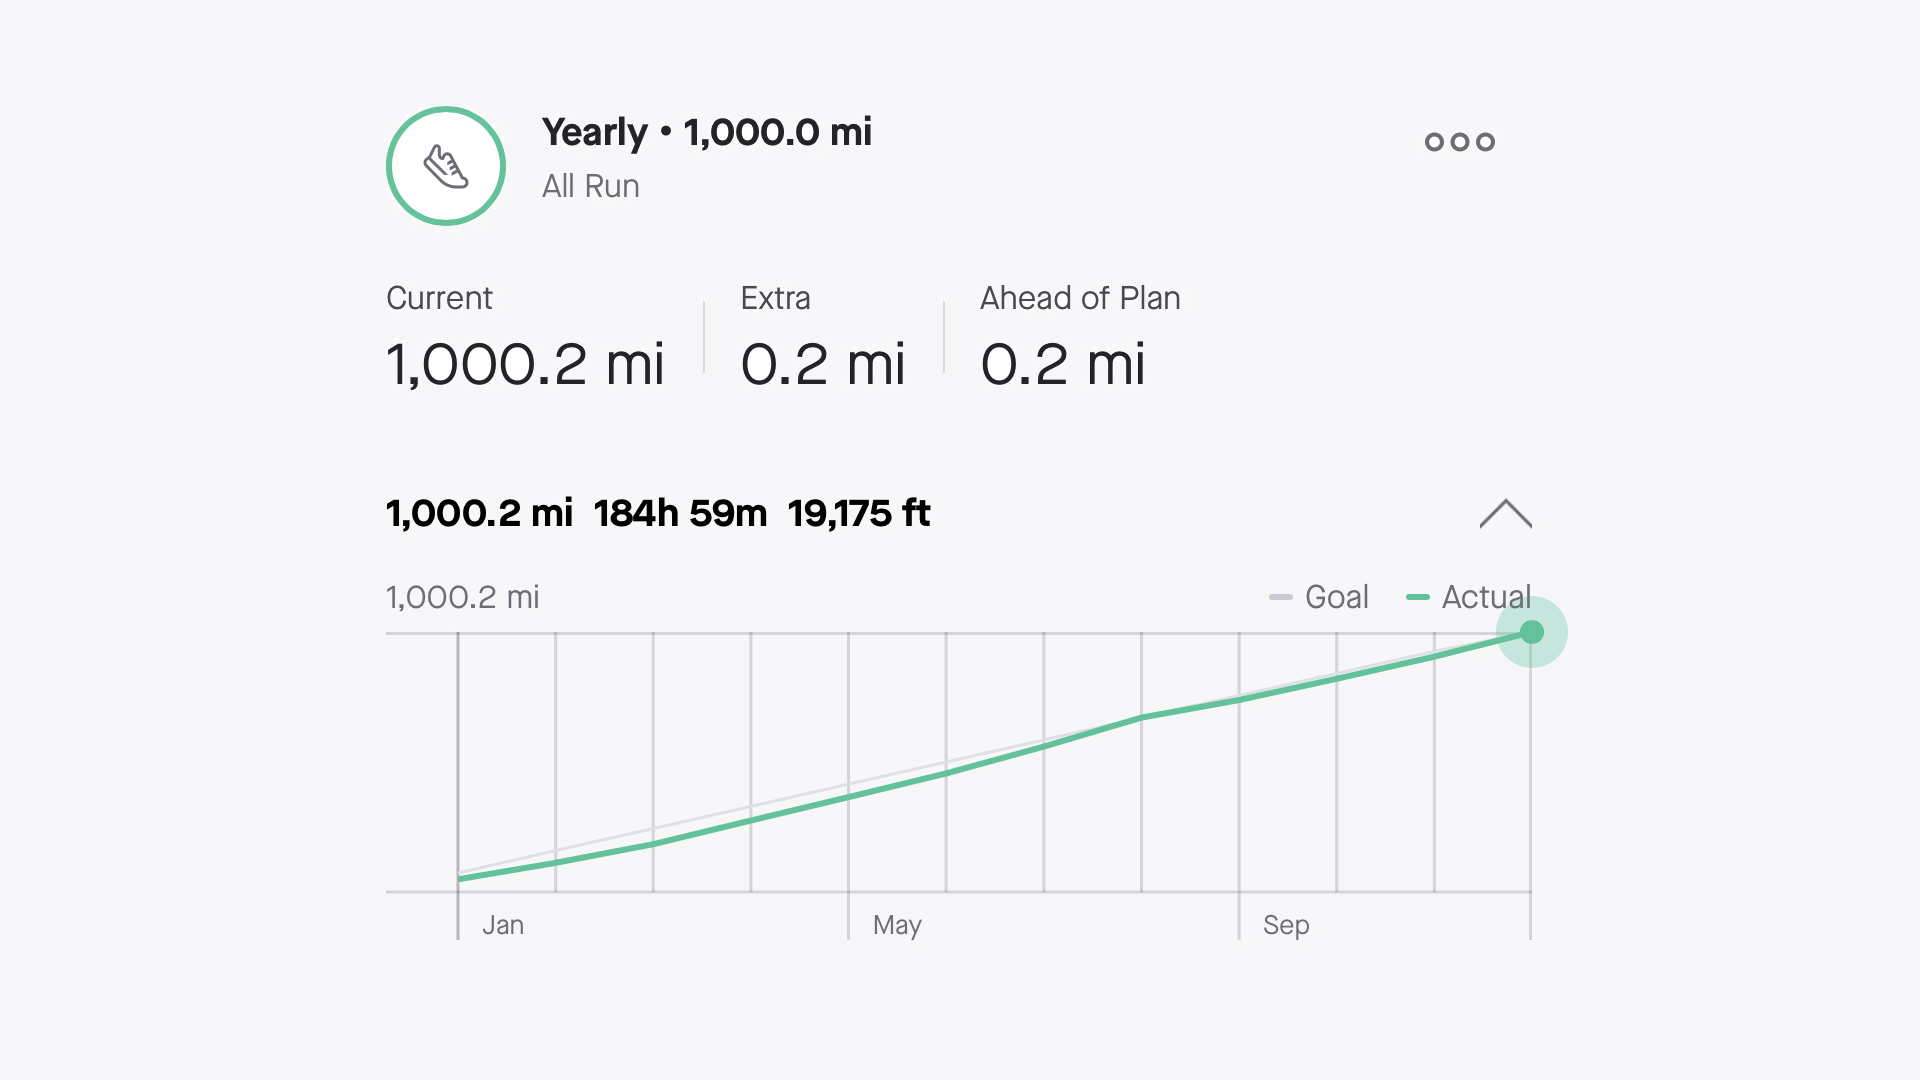 Yearly • 1,000.0 mi
All Run
Current
1,000.2 mi
Extra
0.2 mi
Ahead of Plan
0.2 mi
1,000.2 mi 184h 59m 19,175 ft
1,000.2 mi
Goal
Actual
Jan
May
Sep